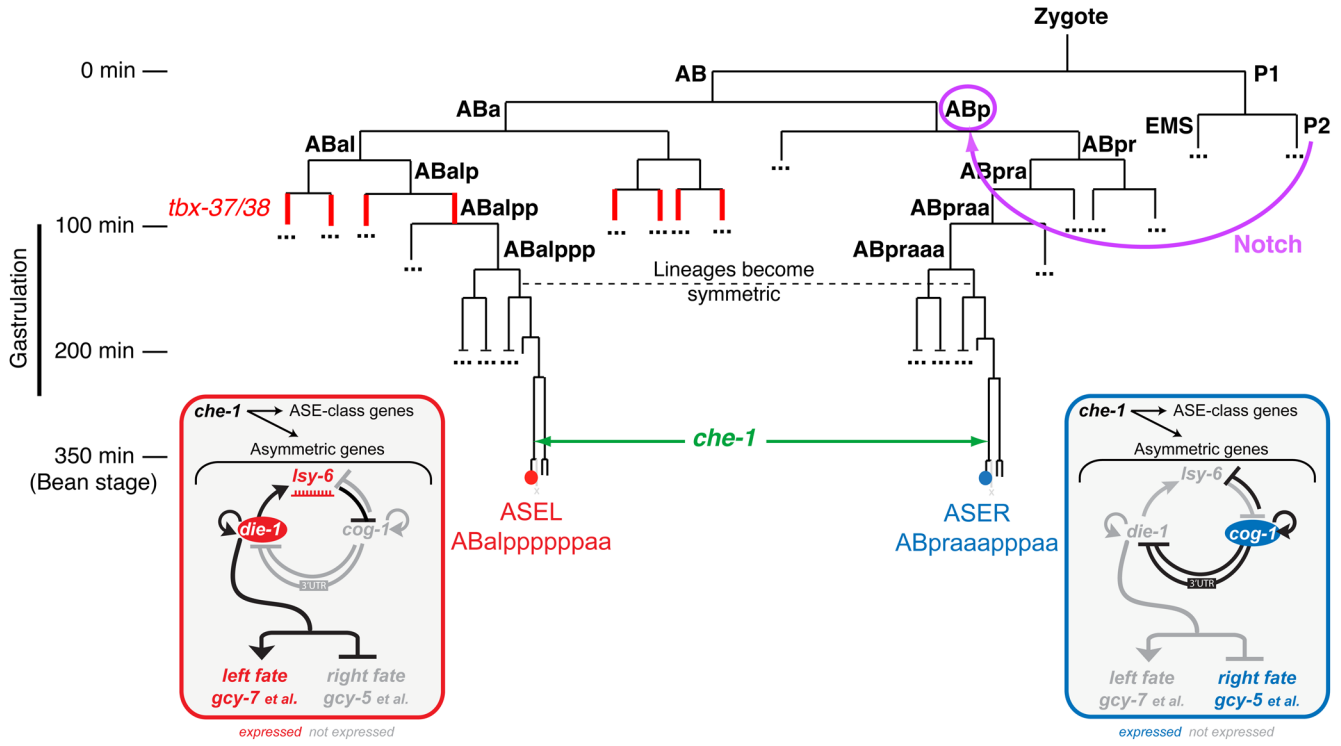 Zygote
0 min
AB
P1
ABa
ABp
EMS
P2
ABal
ABpr
...
...
...
ABalp
ABpra
tbx-37/38
ABalpp
ABpraa
... ... ... ... ... ... ... ... ... ...
100 min
Notch
ABalppp
ABpraaa
...
...
Gastrulation
Lineages become
symmetric
200 min
... ... ...
... ... ...
che-1
ASE-class genes
Asymmetric genes
lsy-6
die-1
cog-1
3'UTR
left fate
gcy-7 et al.
right fate
gcy-5 et al.
expressed not expressed
350 min
(Bean stage)
che-1
x
x
ASEL
ABalppppppaa
ASER
ABpraaapppaa
che-1
ASE-class genes
Asymmetric genes
lsy-6
die-1
cog-1
3'UTR
left fate
gcy-7 et al.
right fate
gcy-5 et al.
expressed not expressed